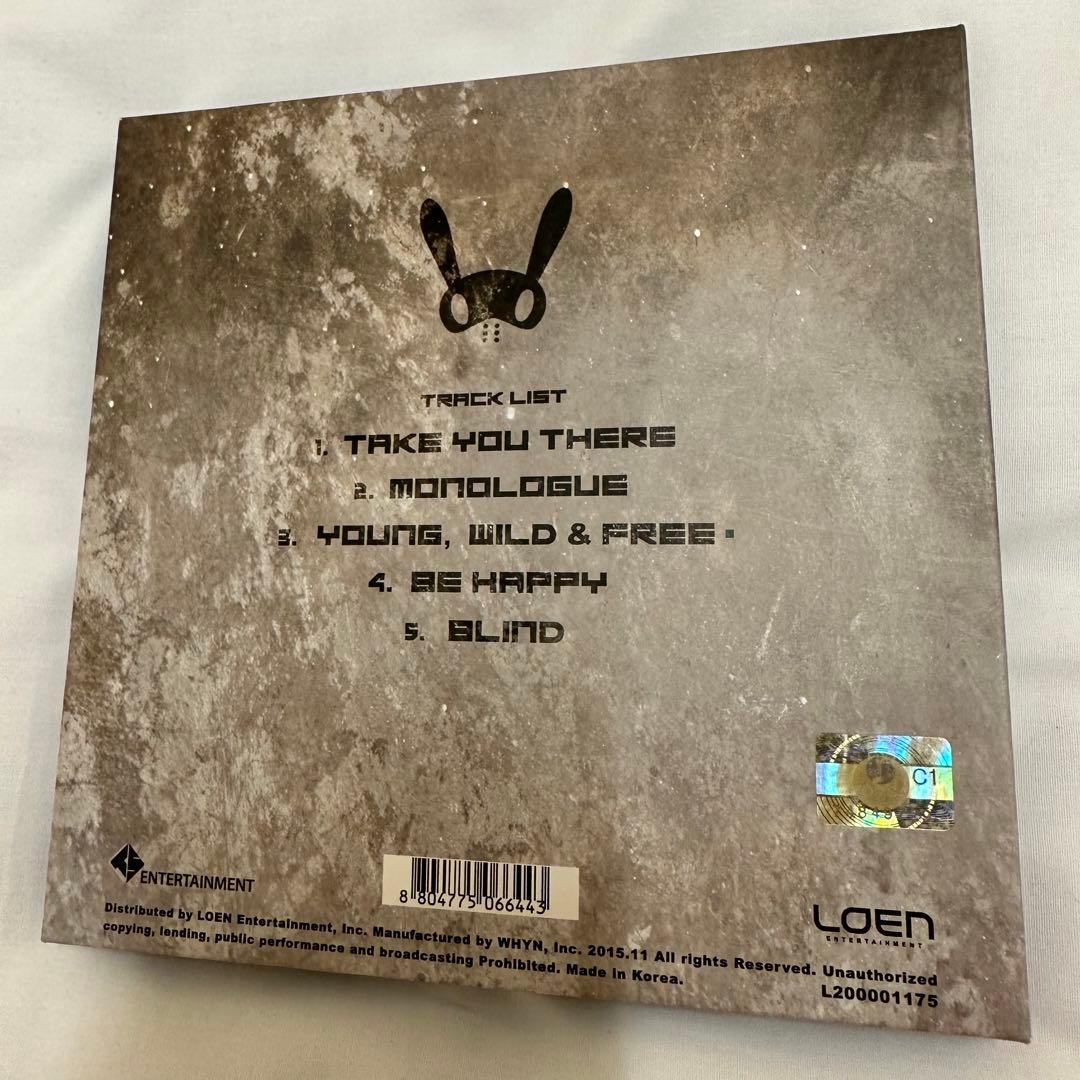 TRACK LIST
1. TAKE YOU THERE
2. MONOLOGUE
3. YOUNG, WILD & FREE
4. BE HAPPY
5. BLIND
C1
849
TS ENTERTAINMENT
8 804775 066443
LOEN
ENTERTAINMENT
Distributed by LOEN Entertainment, Inc. Manufactured by WHYN, Inc. 2015.11 All rights Reserved. Unauthorized
copying, lending, public performance and broadcasting Prohibited. Made in Korea.
L200001175